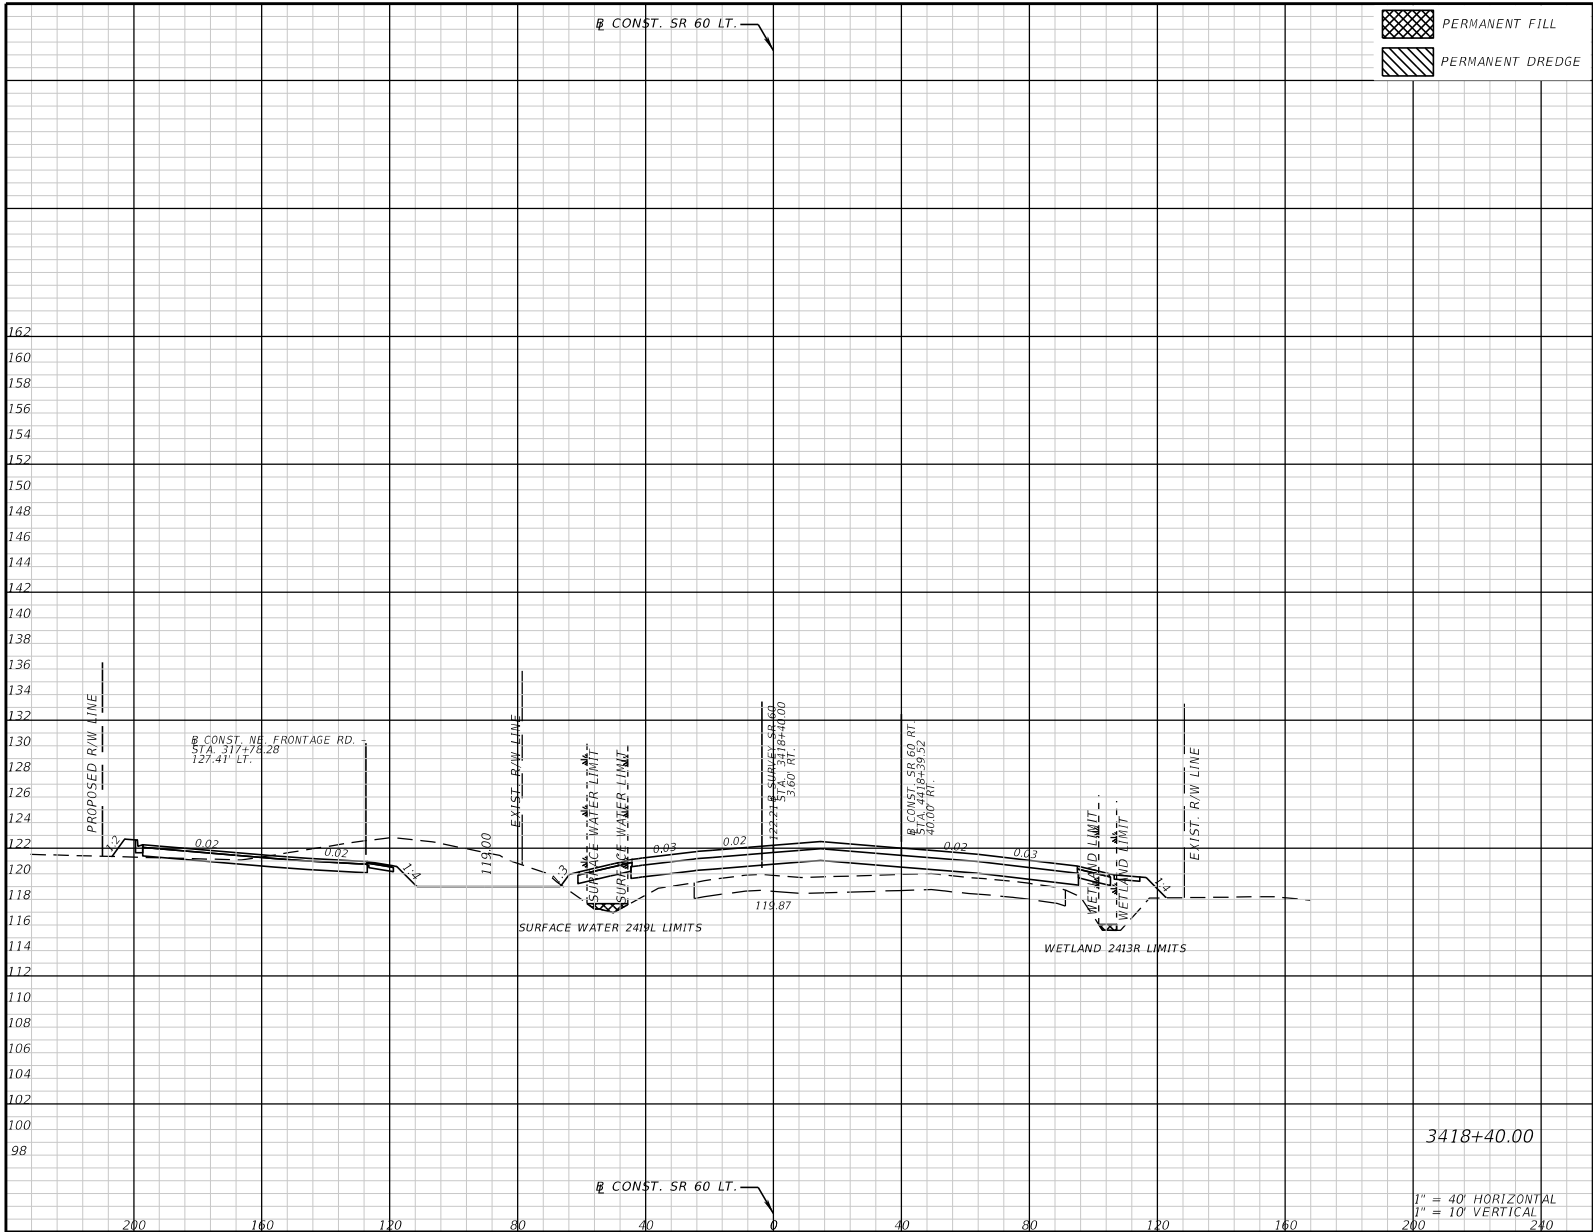 ℄ CONST. SR 60 LT.
PERMANENT FILL
PERMANENT DREDGE
162
160
158
156
154
152
150
148
146
144
142
140
138
136
134
132
130
128
126
124
122
120
118
116
114
112
110
108
106
104
102
100
98
PROPOSED R/W LINE
℄ CONST. NE. FRONTAGE RD.
STA. 317+78.28
127.41' LT.
EXIST. R/W LINE
SURFACE WATER LIMIT
SURFACE WATER LIMIT
122.21
℄ SURVEY SR 60
STA. 3418+40.00
3.60' RT.
℄ CONST. SR 60 RT.
STA. 4418+39.52
40.00' RT.
WETLAND LIMIT
WETLAND LIMIT
EXIST. R/W LINE
1:2
0.02
0.02
1:4
119.00
1:3
0.03
0.02
0.02
0.03
1:4
119.87
SURFACE WATER 2419L LIMITS
WETLAND 2413R LIMITS
3418+40.00
℄ CONST. SR 60 LT.
1" = 40' HORIZONTAL
1" = 10' VERTICAL
200 160 120 80 40 0 40 80 120 160 200 240